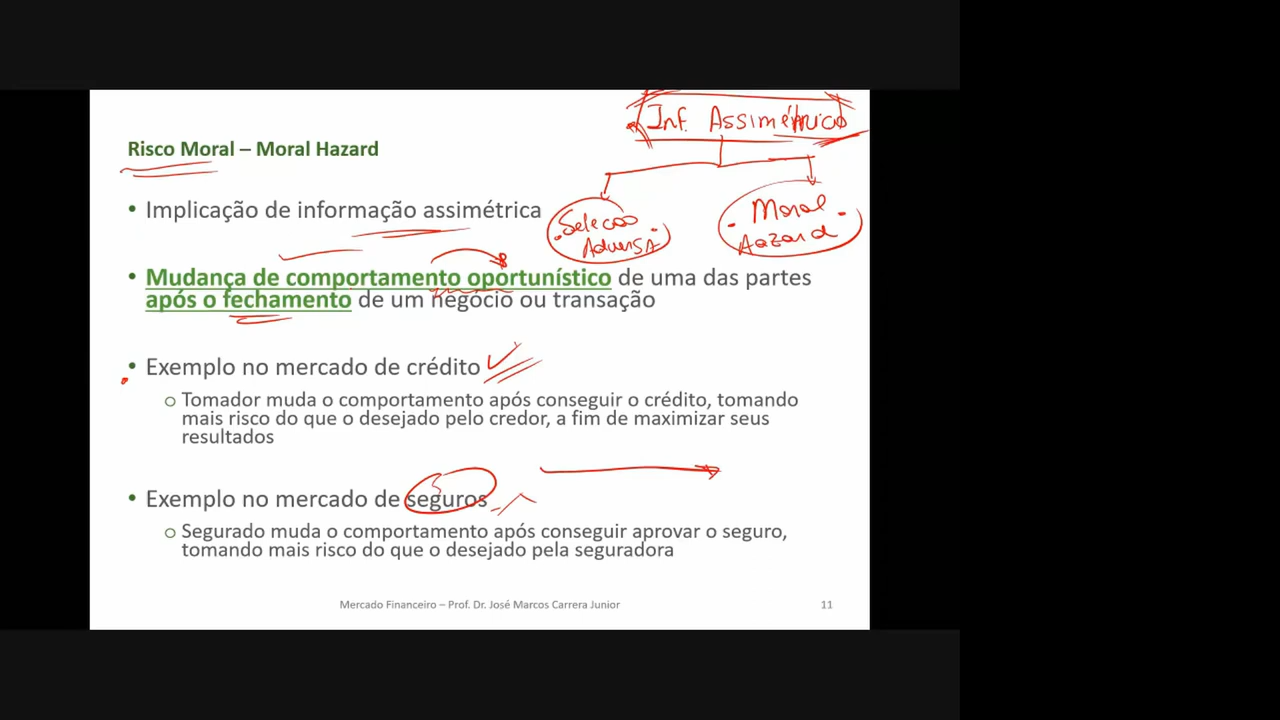 Inf. Assimétrica
Risco Moral – Moral Hazard
• Implicação de informação assimétrica
Seleção
Adversa
Moral
Hazard
• Mudança de comportamento oportunístico de uma das partes
após o fechamento de um negócio ou transação
• Exemplo no mercado de crédito
o Tomador muda o comportamento após conseguir o crédito, tomando
mais risco do que o desejado pelo credor, a fim de maximizar seus
resultados
• Exemplo no mercado de seguros
o Segurado muda o comportamento após conseguir aprovar o seguro,
tomando mais risco do que o desejado pela seguradora
Mercado Financeiro – Prof. Dr. José Marcos Carrera Junior
11